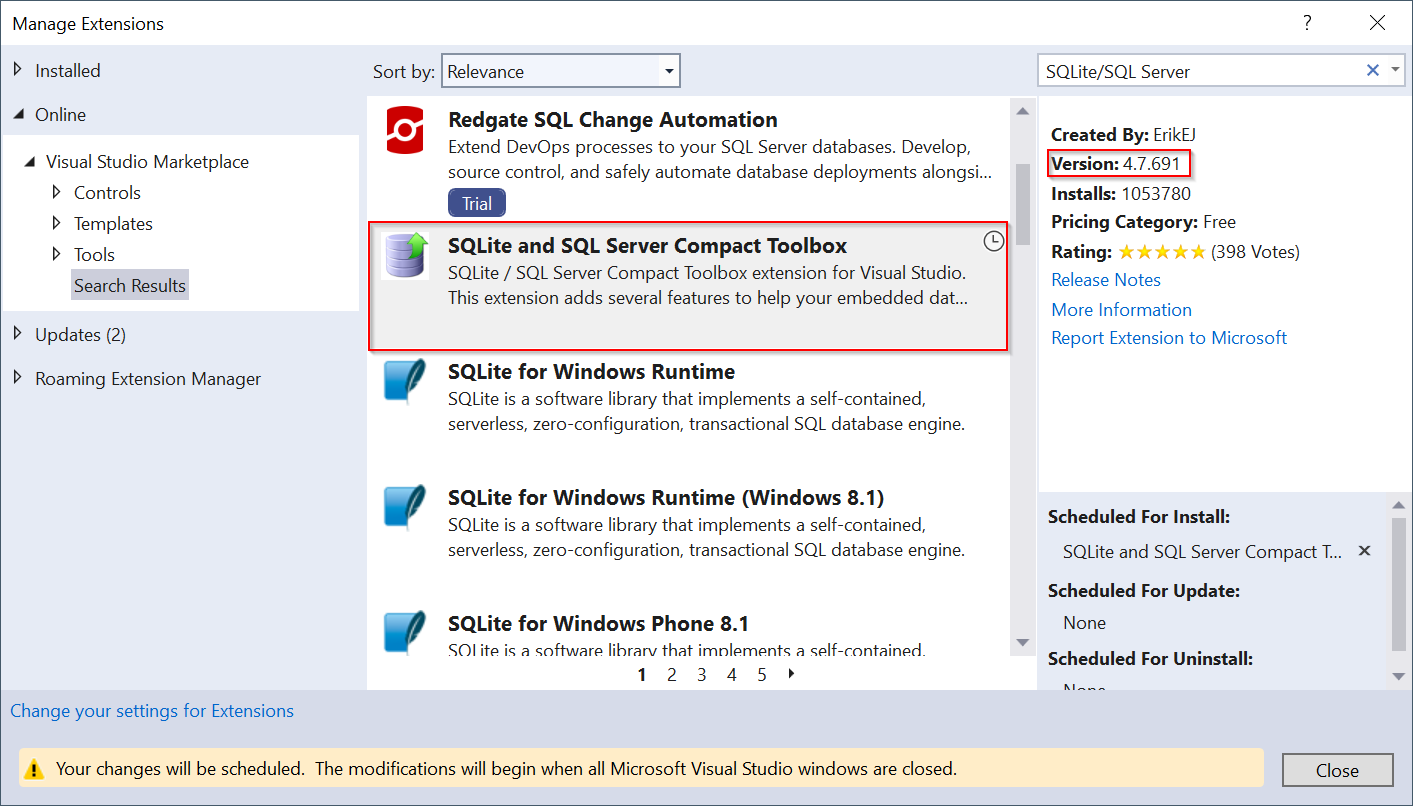 Manage Extensions
?
Installed
Online
Visual Studio Marketplace
Controls
Templates
Tools
Search Results
Updates (2)
Roaming Extension Manager
Sort by: Relevance
Redgate SQL Change Automation
Extend DevOps processes to your SQL Server databases. Develop,
source control, and safely automate database deployments alongsi...
Trial
SQLite and SQL Server Compact Toolbox
SQLite / SQL Server Compact Toolbox extension for Visual Studio.
This extension adds several features to help your embedded dat...
SQLite for Windows Runtime
SQLite is a software library that implements a self-contained,
serverless, zero-configuration, transactional SQL database engine.
SQLite for Windows Runtime (Windows 8.1)
SQLite is a software library that implements a self-contained,
serverless, zero-configuration, transactional SQL database engine.
SQLite for Windows Phone 8.1
SQLite is a software library that implements a self-contained,
1 2 3 4 5
SQLite/SQL Server
Created By: ErikEJ
Version: 4.7.691
Installs: 1053780
Pricing Category: Free
Rating: (398 Votes)
Release Notes
More Information
Report Extension to Microsoft
Scheduled For Install:
SQLite and SQL Server Compact T...
Scheduled For Update:
None
Scheduled For Uninstall:
None
Change your settings for Extensions
Your changes will be scheduled. The modifications will begin when all Microsoft Visual Studio windows are closed.
Close